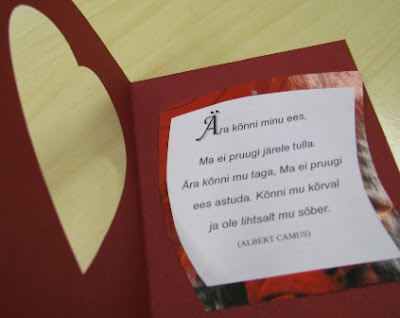 Ära kõnni minu ees,
Ma ei pruugi järele tulla.
Ära kõnni mu taga, Ma ei pruugi
ees astuda. Kõnni mu kõrval
ja ole lihtsalt mu sõber.
(ALBERT CAMUS)